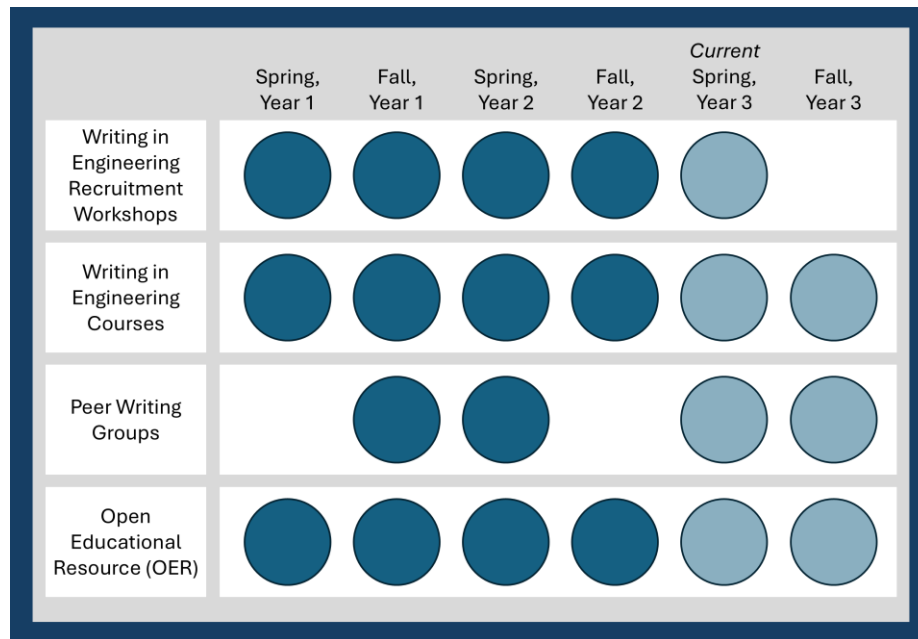 Spring,
Year 1
Fall,
Year 1
Spring,
Year 2
Fall,
Year 2
Current
Spring,
Year 3
Fall,
Year 3
Writing in
Engineering
Recruitment
Workshops
Writing in
Engineering
Courses
Peer Writing
Groups
Open
Educational
Resource (OER)